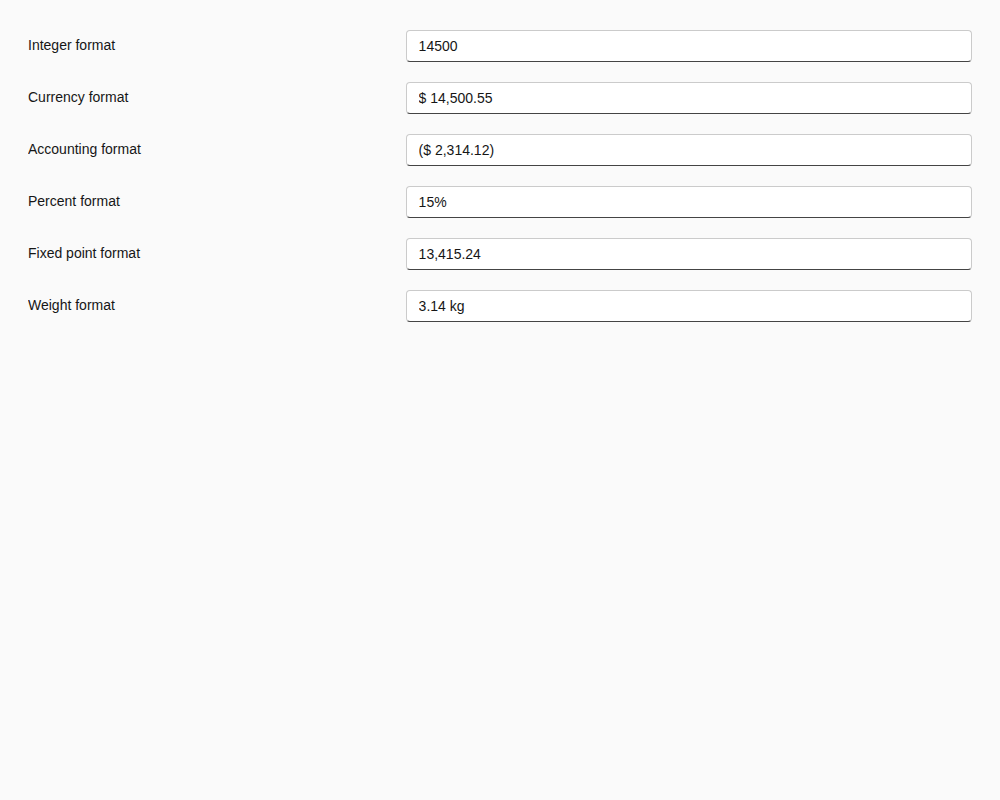 Integer format 14500
Currency format $ 14,500.55
Accounting format ($ 2,314.12)
Percent format 15%
Fixed point format 13,415.24
Weight format 3.14 kg